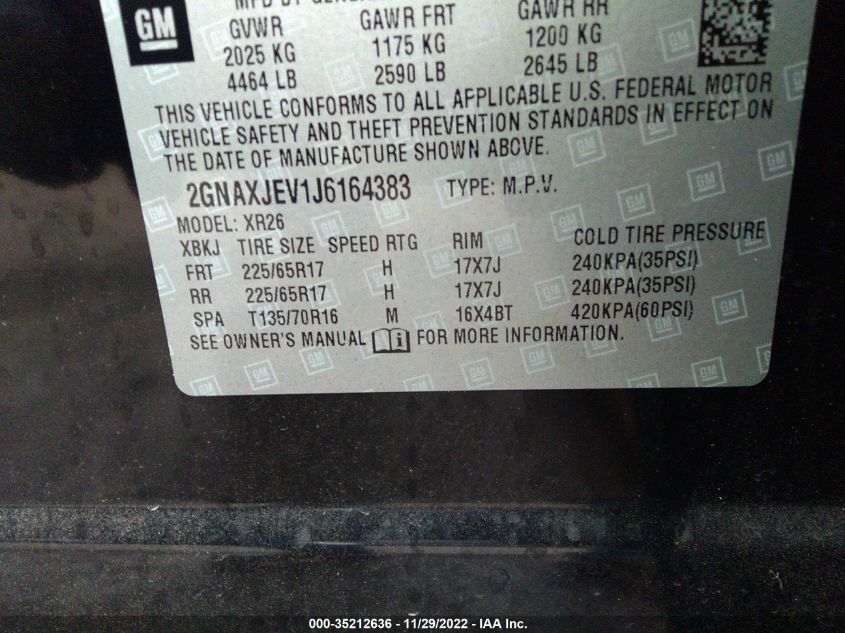 GM
MFD BY
GVWR GAWR FRT GAWR RR
2025 KG 1175 KG 1200 KG
4464 LB 2590 LB 2645 LB
THIS VEHICLE CONFORMS TO ALL APPLICABLE U.S. FEDERAL MOTOR
VEHICLE SAFETY AND THEFT PREVENTION STANDARDS IN EFFECT ON
THE DATE OF MANUFACTURE SHOWN ABOVE.
2GNAXJEV1J6164383 TYPE: M.P.V.
MODEL: XR26
XBKJ TIRE SIZE SPEED RTG RIM COLD TIRE PRESSURE
FRT 225/65R17 H 17X7J 240KPA(35PSI)
RR 225/65R17 H 17X7J 240KPA(35PSI)
SPA T135/70R16 M 16X4BT 420KPA(60PSI)
SEE OWNER'S MANUAL FOR MORE INFORMATION.
000-35212636 - 11/29/2022 - IAA Inc.